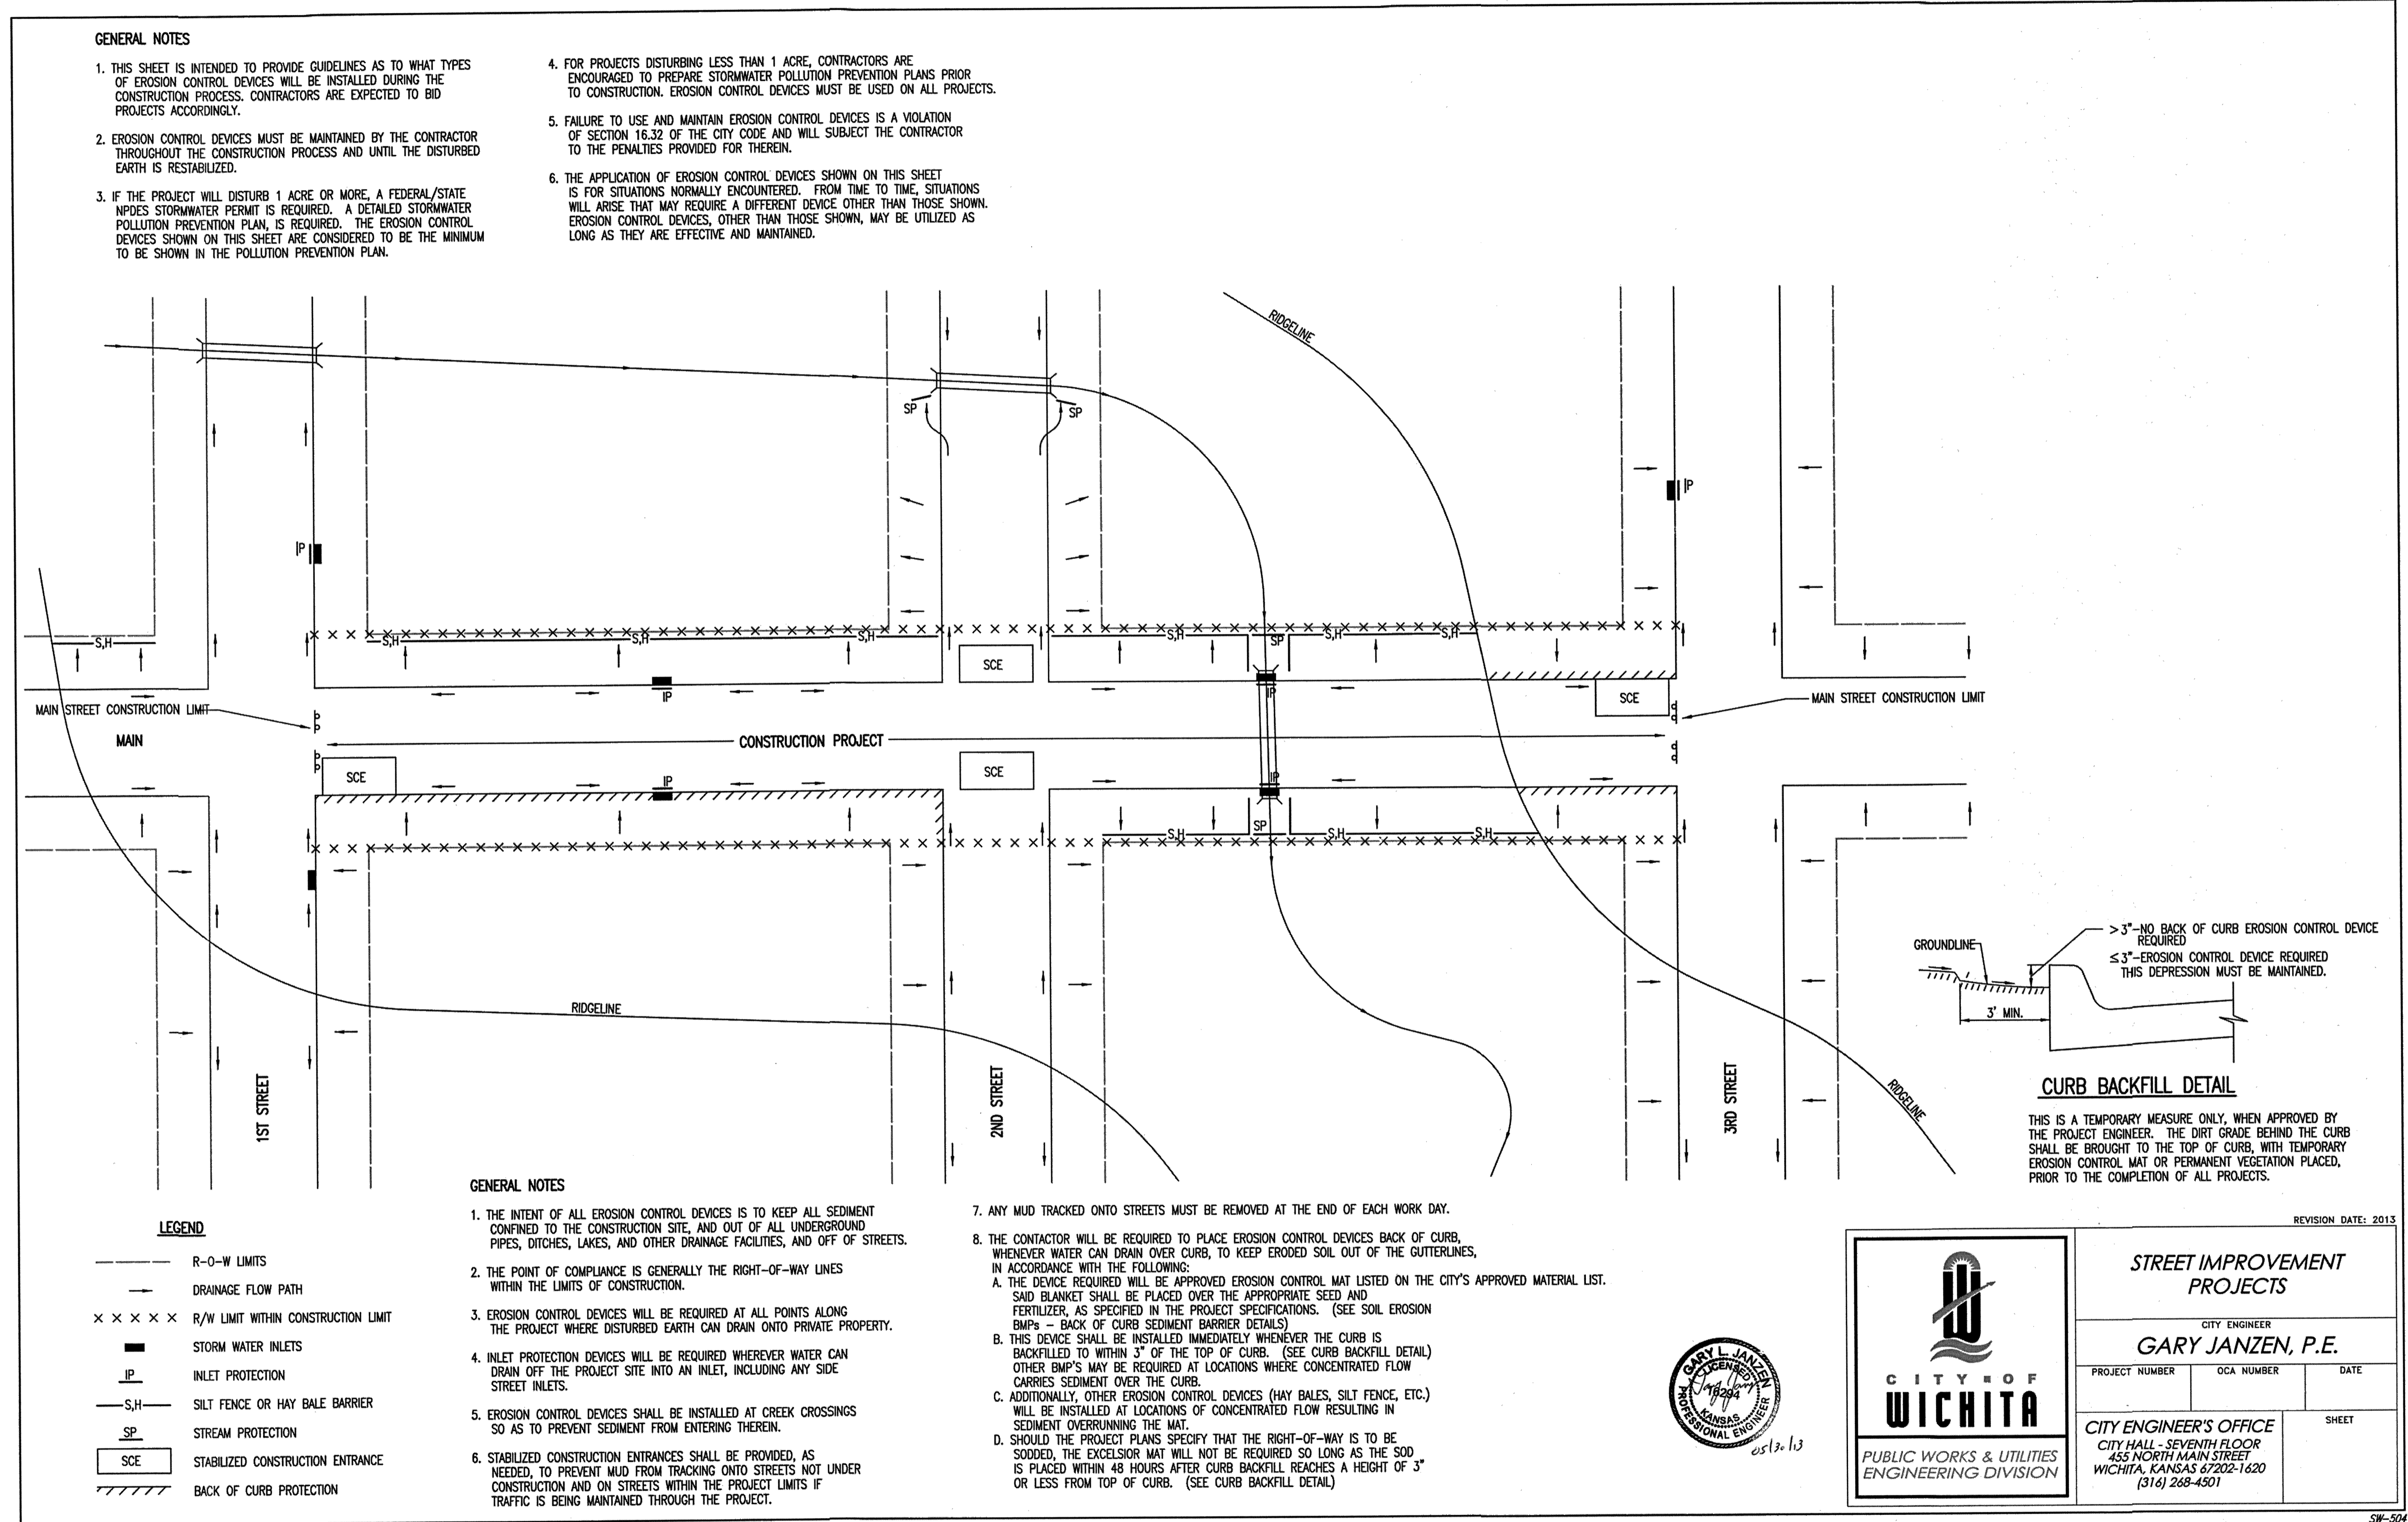 GENERAL NOTES
1. THIS SHEET IS INTENDED TO PROVIDE GUIDELINES AS TO WHAT TYPES
OF EROSION CONTROL DEVICES WILL BE INSTALLED DURING THE
CONSTRUCTION PROCESS. CONTRACTORS ARE EXPECTED TO BID
PROJECTS ACCORDINGLY.
2. EROSION CONTROL DEVICES MUST BE MAINTAINED BY THE CONTRACTOR
THROUGHOUT THE CONSTRUCTION PROCESS AND UNTIL THE DISTURBED
EARTH IS RESTABILIZED.
3. IF THE PROJECT WILL DISTURB 1 ACRE OR MORE, A FEDERAL/STATE
NPDES STORMWATER PERMIT IS REQUIRED. A DETAILED STORMWATER
POLLUTION PREVENTION PLAN, IS REQUIRED. THE EROSION CONTROL
DEVICES SHOWN ON THIS SHEET ARE CONSIDERED TO BE THE MINIMUM
TO BE SHOWN IN THE POLLUTION PREVENTION PLAN.
4. FOR PROJECTS DISTURBING LESS THAN 1 ACRE, CONTRACTORS ARE
ENCOURAGED TO PREPARE STORMWATER POLLUTION PREVENTION PLANS PRIOR
TO CONSTRUCTION. EROSION CONTROL DEVICES MUST BE USED ON ALL PROJECTS.
5. FAILURE TO USE AND MAINTAIN EROSION CONTROL DEVICES IS A VIOLATION
OF SECTION 16.32 OF THE CITY CODE AND WILL SUBJECT THE CONTRACTOR
TO THE PENALTIES PROVIDED FOR THEREIN.
6. THE APPLICATION OF EROSION CONTROL DEVICES SHOWN ON THIS SHEET
IS FOR SITUATIONS NORMALLY ENCOUNTERED. FROM TIME TO TIME, SITUATIONS
WILL ARISE THAT MAY REQUIRE A DIFFERENT DEVICE OTHER THAN THOSE SHOWN.
EROSION CONTROL DEVICES, OTHER THAN THOSE SHOWN, MAY BE UTILIZED AS
LONG AS THEY ARE EFFECTIVE AND MAINTAINED.
RIDGELINE
SP
SP
IP
IP
S,H
S,H
S,H
S,H
S,H
SP
S,H
S,H
SCE
IP
IP
SCE
MAIN STREET CONSTRUCTION LIMIT
MAIN STREET CONSTRUCTION LIMIT
MAIN
CONSTRUCTION PROJECT
SCE
IP
SCE
IP
S,H
SP
S,H
S,H
RIDGELINE
RIDGELINE
1ST STREET
2ND STREET
3RD STREET
GROUNDLINE
>3"-NO BACK OF CURB EROSION CONTROL DEVICE
REQUIRED
≤3"-EROSION CONTROL DEVICE REQUIRED
THIS DEPRESSION MUST BE MAINTAINED.
3' MIN.
CURB BACKFILL DETAIL
THIS IS A TEMPORARY MEASURE ONLY, WHEN APPROVED BY
THE PROJECT ENGINEER. THE DIRT GRADE BEHIND THE CURB
SHALL BE BROUGHT TO THE TOP OF CURB, WITH TEMPORARY
EROSION CONTROL MAT OR PERMANENT VEGETATION PLACED,
PRIOR TO THE COMPLETION OF ALL PROJECTS.
LEGEND
R-O-W LIMITS
DRAINAGE FLOW PATH
X X X X X R/W LIMIT WITHIN CONSTRUCTION LIMIT
STORM WATER INLETS
IP INLET PROTECTION
S,H SILT FENCE OR HAY BALE BARRIER
SP STREAM PROTECTION
SCE STABILIZED CONSTRUCTION ENTRANCE
BACK OF CURB PROTECTION
GENERAL NOTES
1. THE INTENT OF ALL EROSION CONTROL DEVICES IS TO KEEP ALL SEDIMENT
CONFINED TO THE CONSTRUCTION SITE, AND OUT OF ALL UNDERGROUND
PIPES, DITCHES, LAKES, AND OTHER DRAINAGE FACILITIES, AND OFF OF STREETS.
2. THE POINT OF COMPLIANCE IS GENERALLY THE RIGHT-OF-WAY LINES
WITHIN THE LIMITS OF CONSTRUCTION.
3. EROSION CONTROL DEVICES WILL BE REQUIRED AT ALL POINTS ALONG
THE PROJECT WHERE DISTURBED EARTH CAN DRAIN ONTO PRIVATE PROPERTY.
4. INLET PROTECTION DEVICES WILL BE REQUIRED WHEREVER WATER CAN
DRAIN OFF THE PROJECT SITE INTO AN INLET, INCLUDING ANY SIDE
STREET INLETS.
5. EROSION CONTROL DEVICES SHALL BE INSTALLED AT CREEK CROSSINGS
SO AS TO PREVENT SEDIMENT FROM ENTERING THEREIN.
6. STABILIZED CONSTRUCTION ENTRANCES SHALL BE PROVIDED, AS
NEEDED, TO PREVENT MUD FROM TRACKING ONTO STREETS NOT UNDER
CONSTRUCTION AND ON STREETS WITHIN THE PROJECT LIMITS IF
TRAFFIC IS BEING MAINTAINED THROUGH THE PROJECT.
7. ANY MUD TRACKED ONTO STREETS MUST BE REMOVED AT THE END OF EACH WORK DAY.
8. THE CONTACTOR WILL BE REQUIRED TO PLACE EROSION CONTROL DEVICES BACK OF CURB,
WHENEVER WATER CAN DRAIN OVER CURB, TO KEEP ERODED SOIL OUT OF THE GUTTERLINES,
IN ACCORDANCE WITH THE FOLLOWING:
A. THE DEVICE REQUIRED WILL BE APPROVED EROSION CONTROL MAT LISTED ON THE CITY'S APPROVED MATERIAL LIST.
SAID BLANKET SHALL BE PLACED OVER THE APPROPRIATE SEED AND
FERTILIZER, AS SPECIFIED IN THE PROJECT SPECIFICATIONS. (SEE SOIL EROSION
BMPs - BACK OF CURB SEDIMENT BARRIER DETAILS)
B. THIS DEVICE SHALL BE INSTALLED IMMEDIATELY WHENEVER THE CURB IS
BACKFILLED TO WITHIN 3" OF THE TOP OF CURB. (SEE CURB BACKFILL DETAIL)
OTHER BMP'S MAY BE REQUIRED AT LOCATIONS WHERE CONCENTRATED FLOW
CARRIES SEDIMENT OVER THE CURB.
C. ADDITIONALLY, OTHER EROSION CONTROL DEVICES (HAY BALES, SILT FENCE, ETC.)
WILL BE INSTALLED AT LOCATIONS OF CONCENTRATED FLOW RESULTING IN
SEDIMENT OVERRUNNING THE MAT.
D. SHOULD THE PROJECT PLANS SPECIFY THAT THE RIGHT-OF-WAY IS TO BE
SODDED, THE EXCELSIOR MAT WILL NOT BE REQUIRED SO LONG AS THE SOD
IS PLACED WITHIN 48 HOURS AFTER CURB BACKFILL REACHES A HEIGHT OF 3"
OR LESS FROM TOP OF CURB. (SEE CURB BACKFILL DETAIL)
GARY L. JANZEN
LICENSED
16294
KANSAS
PROFESSIONAL ENGINEER
05/30/13
REVISION DATE: 2013
CITY OF
WICHITA
PUBLIC WORKS & UTILITIES
ENGINEERING DIVISION
STREET IMPROVEMENT
PROJECTS
CITY ENGINEER
GARY JANZEN, P.E.
PROJECT NUMBER
OCA NUMBER
DATE
CITY ENGINEER'S OFFICE
CITY HALL - SEVENTH FLOOR
455 NORTH MAIN STREET
WICHITA, KANSAS 67202-1620
(316) 268-4501
SHEET
SW-504